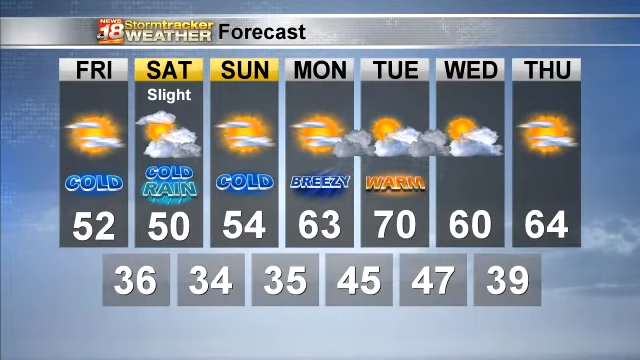 NEWS 18 Stormtracker WEATHER Forecast
FRI SAT SUN MON TUE WED THU
Slight
COLD COLD RAIN COLD BREEZY WARM
52 50 54 63 70 60 64
36 34 35 45 47 39